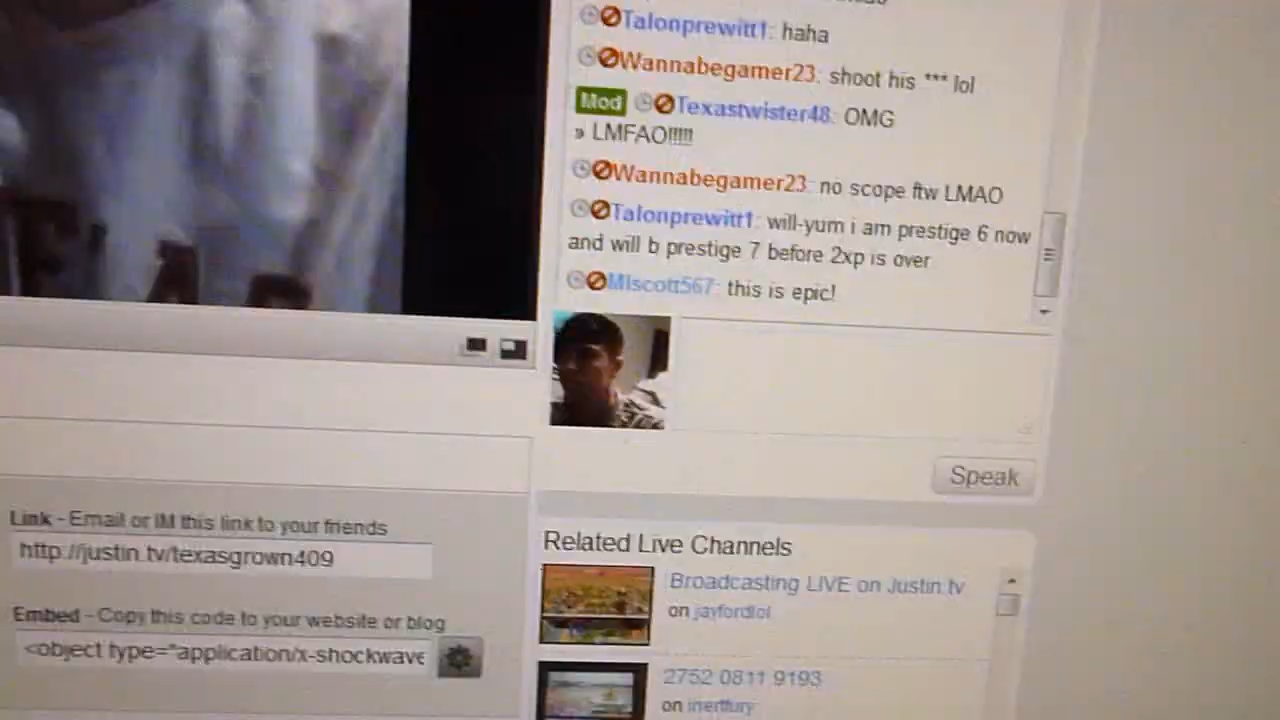 Talonprewitt1: haha
Wannabegamer23: shoot his *** lol
Mod Texastwister48: OMG
» LMFAO!!!!!
Wannabegamer23: no scope ftw LMAO
Talonprewitt1: will-yum i am prestige 6 now
and will b prestige 7 before 2xp is over
Mlscott567: this is epic!
Speak
Link - Email or IM this link to your friends
http://justin.tv/texasgrown409
Embed - Copy this code to your website or blog
<object type="application/x-shockwave
Related Live Channels
Broadcasting LIVE on Justin.tv
on jayfordlol
2752 0811 9193
on inertfury